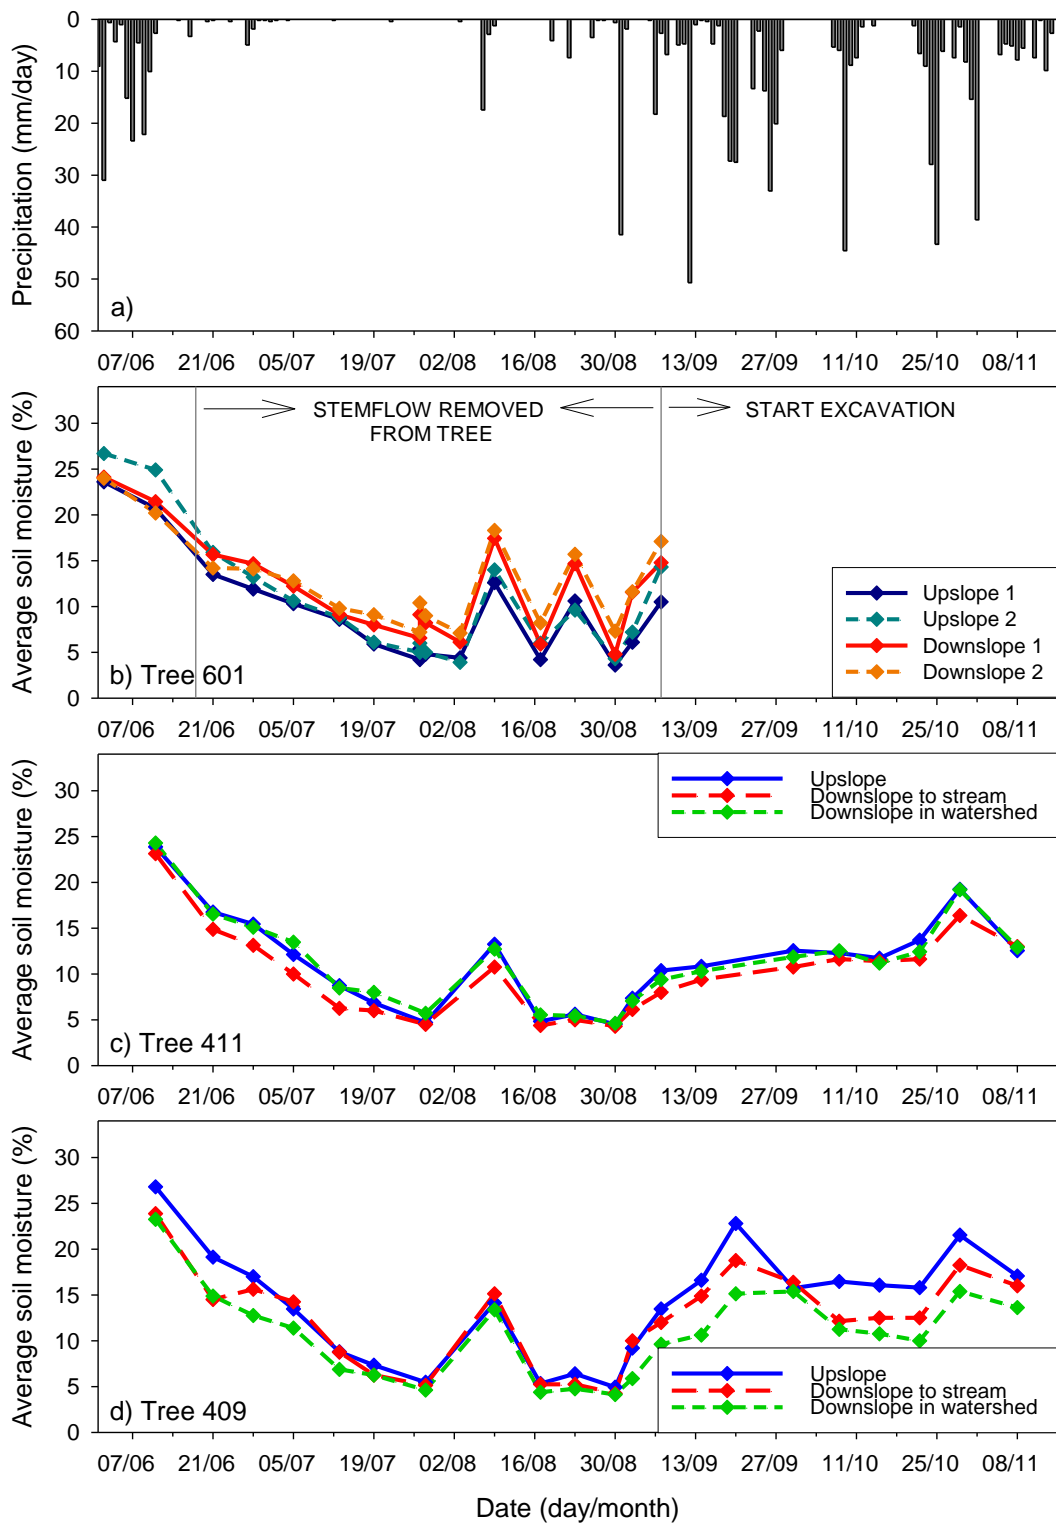 0
10
20
30
40
50
60
Precipitation (mm/day)
a)
07/06 21/06 05/07 19/07 02/08 16/08 30/08 13/09 27/09 11/10 25/10 08/11
30
25
20
15
10
5
0
Average soil moisture (%)
STEMFLOW REMOVED
FROM TREE
START EXCAVATION
Upslope 1
Upslope 2
Downslope 1
Downslope 2
b) Tree 601
07/06 21/06 05/07 19/07 02/08 16/08 30/08 13/09 27/09 11/10 25/10 08/11
30
25
20
15
10
5
0
Average soil moisture (%)
Upslope
Downslope to stream
Downslope in watershed
c) Tree 411
07/06 21/06 05/07 19/07 02/08 16/08 30/08 13/09 27/09 11/10 25/10 08/11
30
25
20
15
10
5
0
Average soil moisture (%)
Upslope
Downslope to stream
Downslope in watershed
d) Tree 409
07/06 21/06 05/07 19/07 02/08 16/08 30/08 13/09 27/09 11/10 25/10 08/11
Date (day/month)